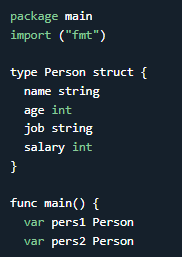 package main
import ("fmt")

type Person struct {
  name string
  age int
  job string
  salary int
}

func main() {
  var pers1 Person
  var pers2 Person